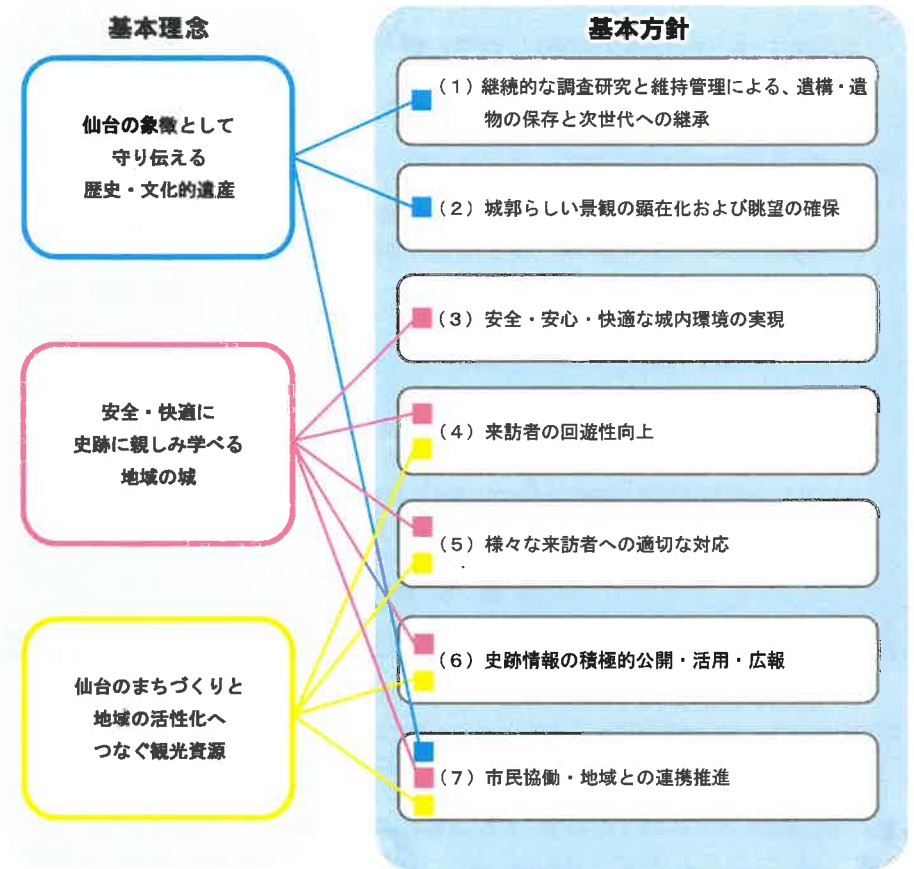 基本理念
仙台の象徴として
守り伝える
歴史・文化的遺産
安全・快適に
史跡に親しみ学べる
地域の城
仙台のまちづくりと
地域の活性化へ
つなぐ観光資源
基本方針
(1)継続的な調査研究と維持管理による、遺構・遺
物の保存と次世代への継承
(2)城郭らしい景観の顕在化および眺望の確保
(3)安全・安心・快適な城内環境の実現
(4)来訪者の回遊性向上
(5)様々な来訪者への適切な対応
(6)史跡情報の積極的公開・活用・広報
(7)市民協働・地域との連携推進